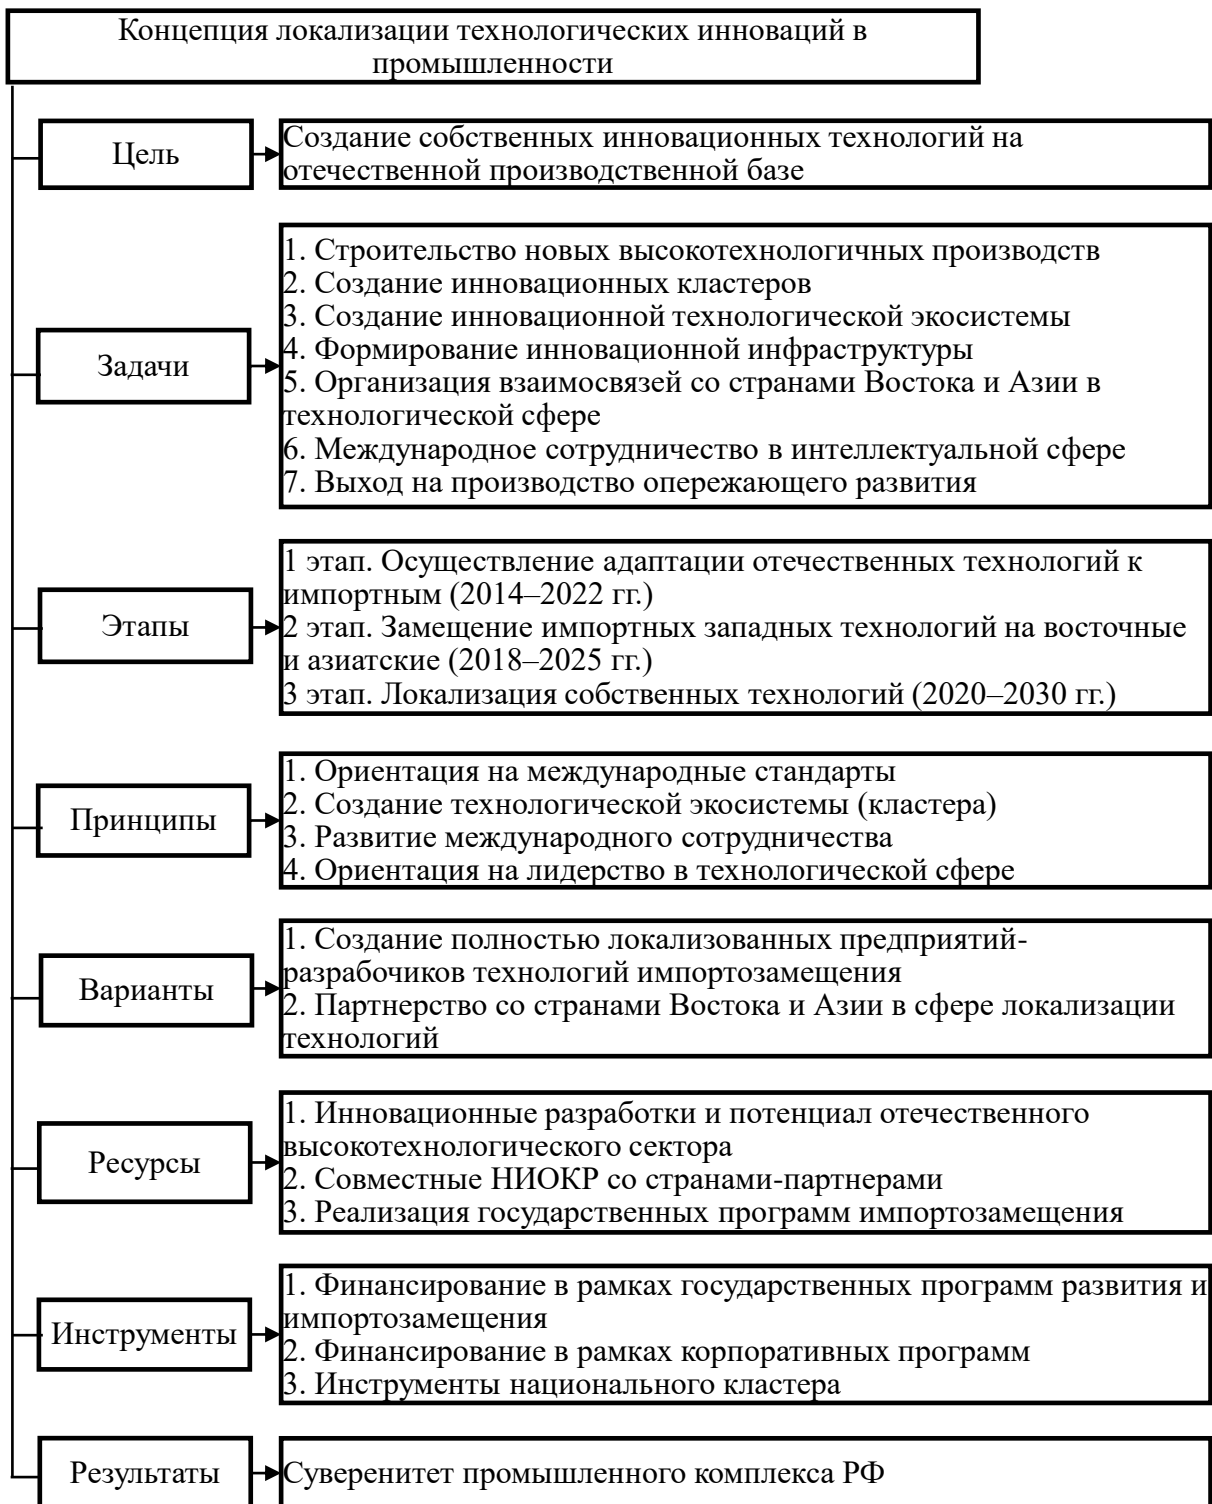 Концепция локализации технологических инноваций в
промышленности
Цель
Создание собственных инновационных технологий на
отечественной производственной базе
Задачи
1. Строительство новых высокотехнологичных производств
2. Создание инновационных кластеров
3. Создание инновационной технологической экосистемы
4. Формирование инновационной инфраструктуры
5. Организация взаимосвязей со странами Востока и Азии в
технологической сфере
6. Международное сотрудничество в интеллектуальной сфере
7. Выход на производство опережающего развития
Этапы
1 этап. Осуществление адаптации отечественных технологий к
импортным (2014–2022 гг.)
2 этап. Замещение импортных западных технологий на восточные
и азиатские (2018–2025 гг.)
3 этап. Локализация собственных технологий (2020–2030 гг.)
Принципы
1. Ориентация на международные стандарты
2. Создание технологической экосистемы (кластера)
3. Развитие международного сотрудничества
4. Ориентация на лидерство в технологической сфере
Варианты
1. Создание полностью локализованных предприятий-
разрабочиков технологий импортозамещения
2. Партнерство со странами Востока и Азии в сфере локализации
технологий
Ресурсы
1. Инновационные разработки и потенциал отечественного
высокотехнологического сектора
2. Совместные НИОКР со странами-партнерами
3. Реализация государственных программ импортозамещения
Инструменты
1. Финансирование в рамках государственных программ развития и
импортозамещения
2. Финансирование в рамках корпоративных программ
3. Инструменты национального кластера
Результаты
Суверенитет промышленного комплекса РФ